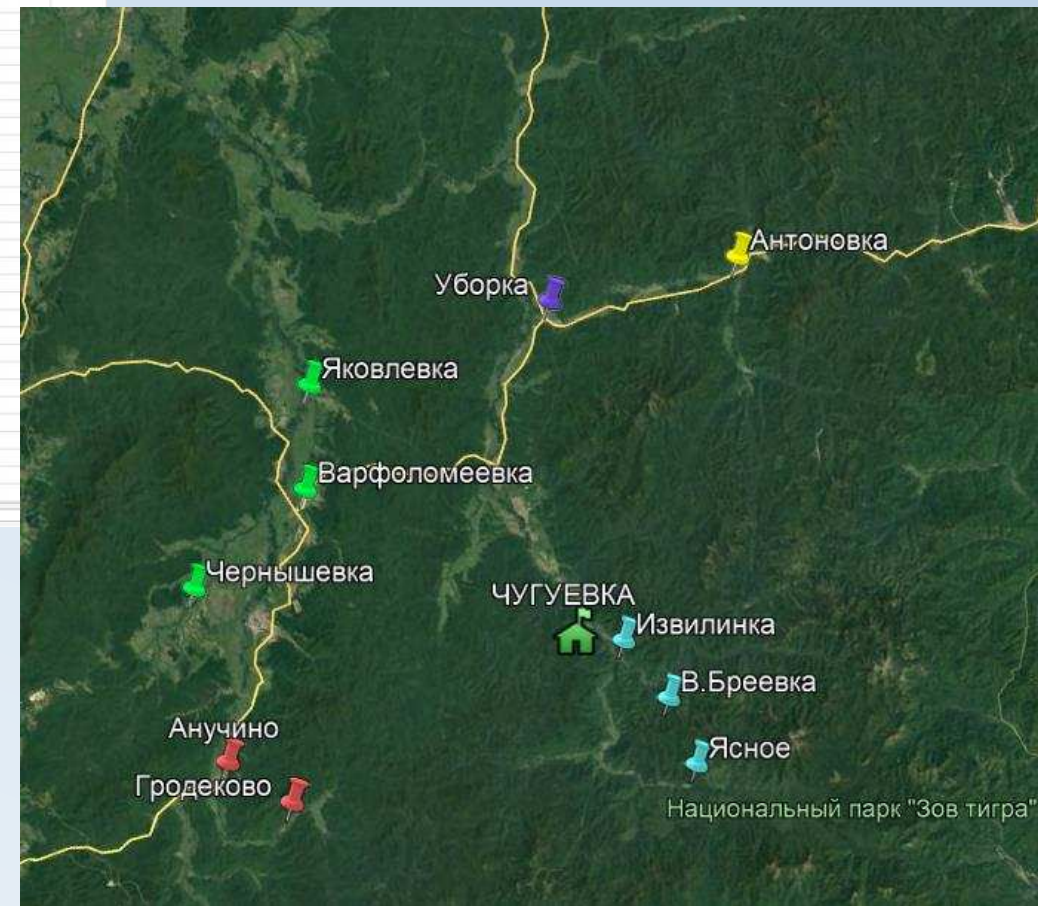 Антоновка
Уборка
Яковлевка
Варфоломеевка
Чернышевка
ЧУГУЕВКА
Извилинка
В.Бреевка
Анучино
Ясное
Гродеково
Национальный парк "Зов тигра"